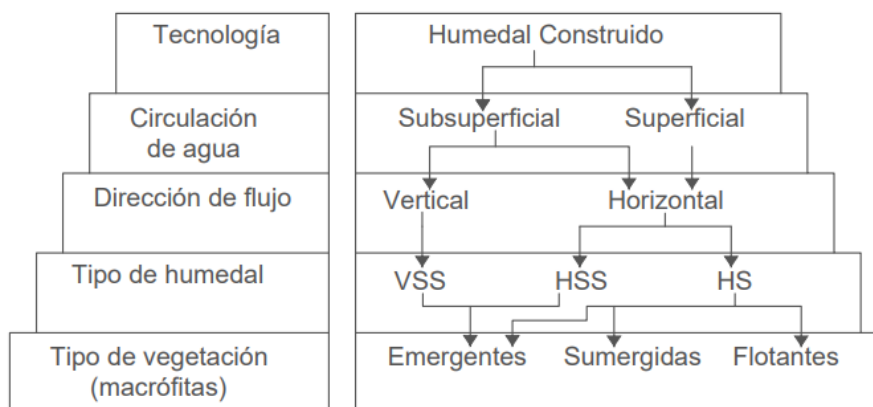 Tecnología
Humedal Construido
Circulación
de agua
Subsuperficial
Superficial
Dirección de flujo
Vertical
Horizontal
Tipo de humedal
VSS
HSS
HS
Tipo de vegetación
(macrófitas)
Emergentes
Sumergidas
Flotantes